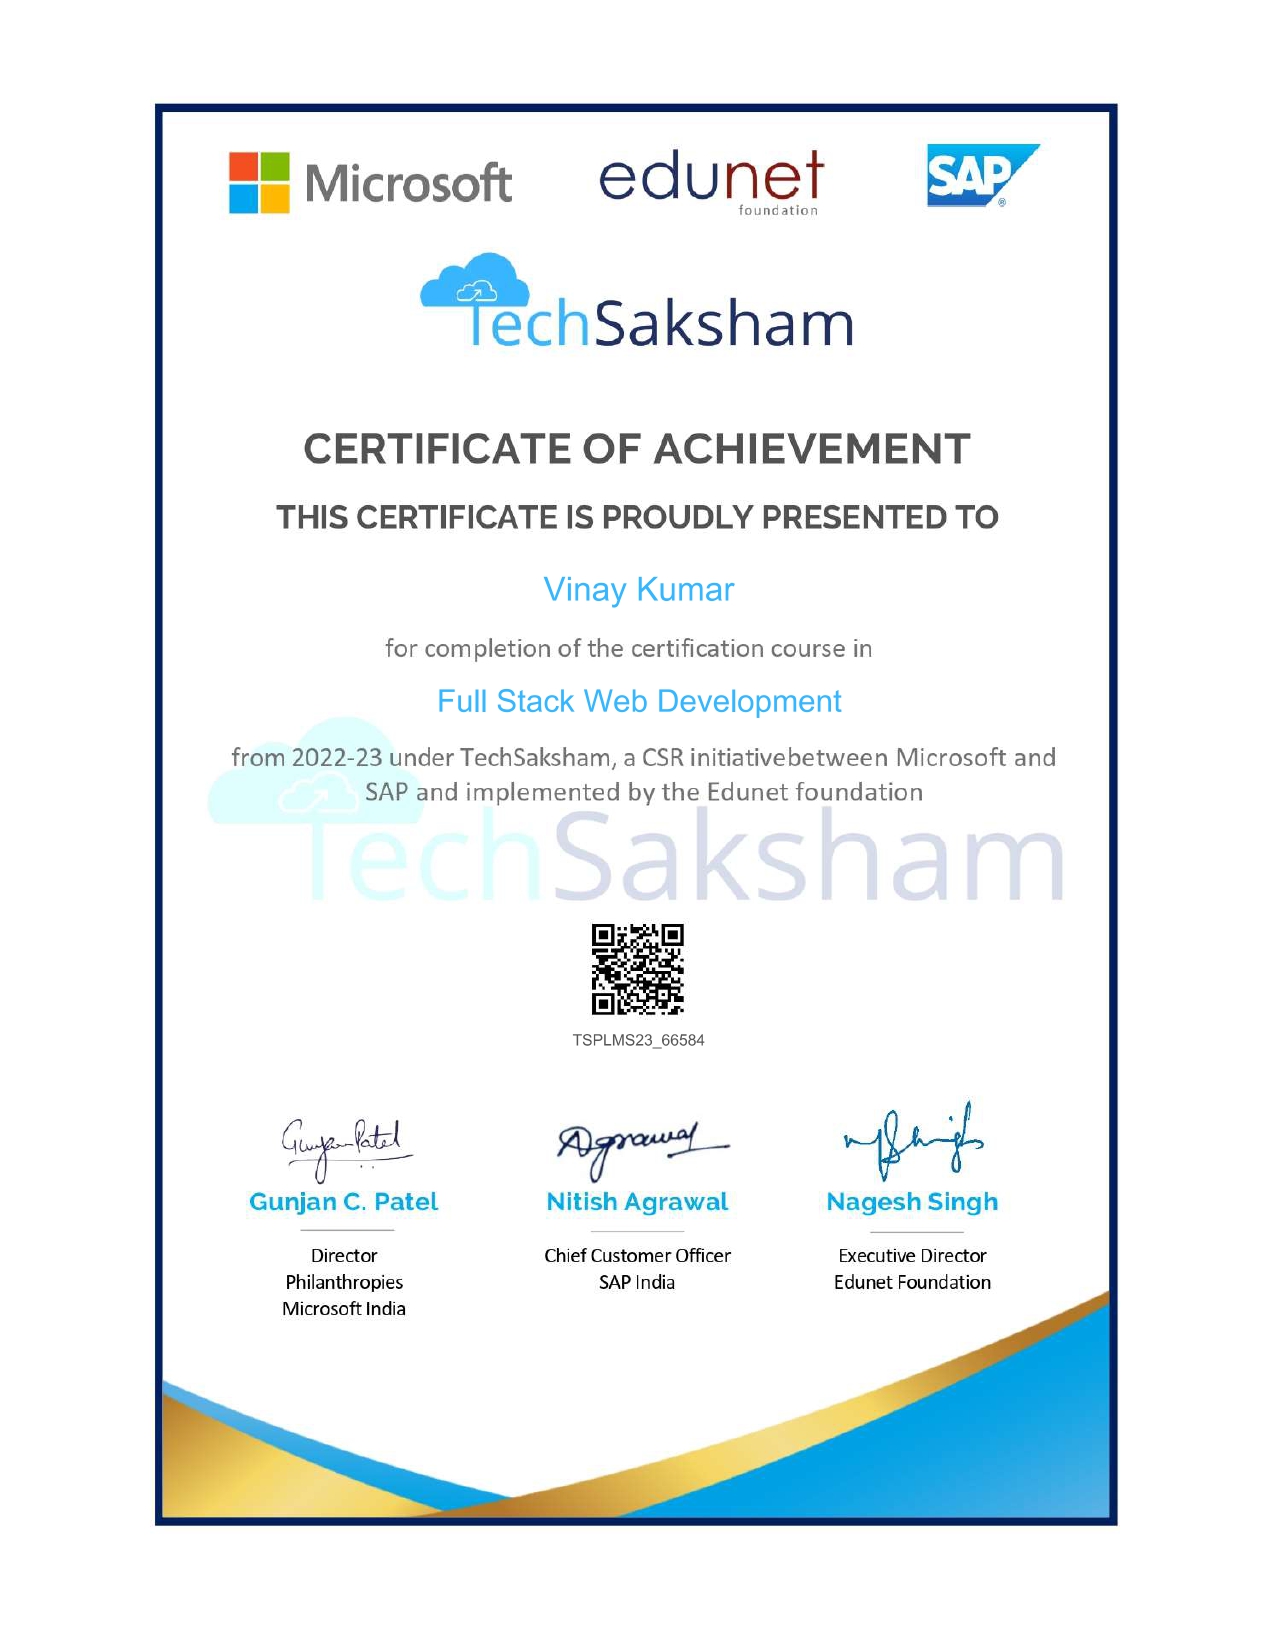 Microsoft
edunet
foundation
SAP
®
TechSaksham
CERTIFICATE OF ACHIEVEMENT
THIS CERTIFICATE IS PROUDLY PRESENTED TO
Vinay Kumar
for completion of the certification course in
Full Stack Web Development
from 2022-23 under TechSaksham, a CSR initiativebetween Microsoft and
SAP and implemented by the Edunet foundation
TechSaksham
TSPLMS23_66584
Gunjan Patel
Agrawal
Gunjan C. Patel
Nitish Agrawal
Nagesh Singh
Director
Philanthropies
Microsoft India
Chief Customer Officer
SAP India
Executive Director
Edunet Foundation